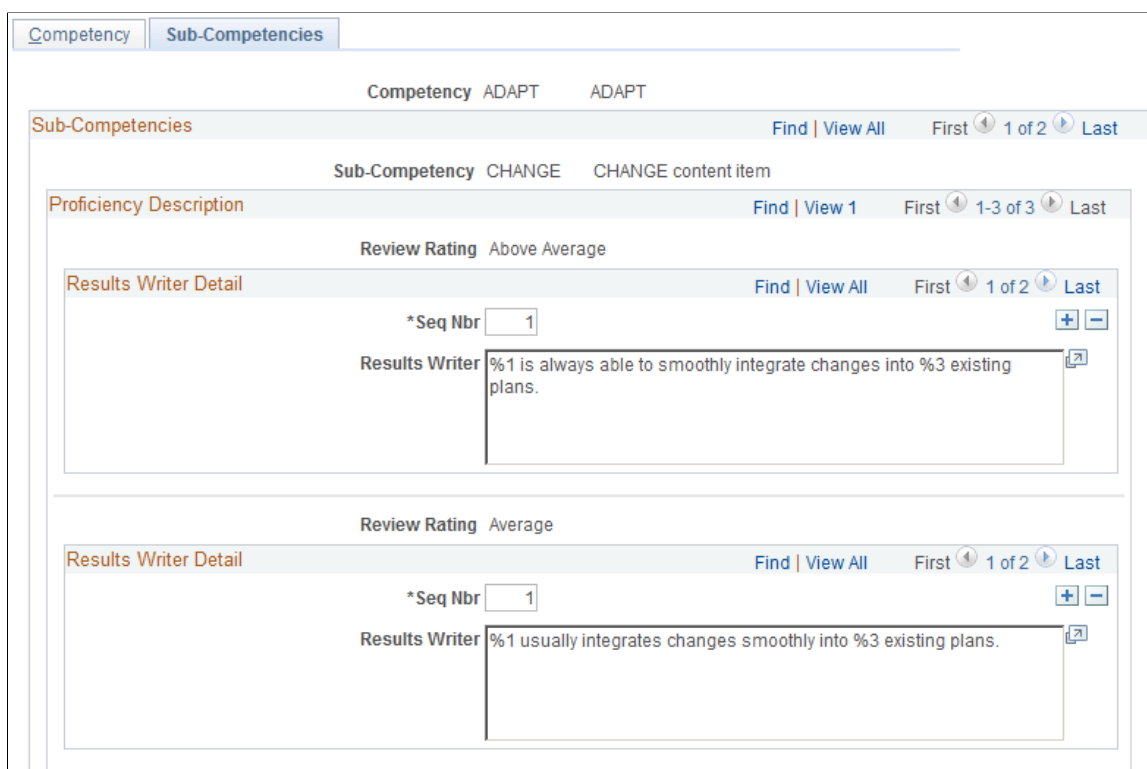 Competency Sub-Competencies
Competency ADAPT ADAPT
Sub-Competencies Find | View All First 1 of 2 Last
Sub-Competency CHANGE CHANGE content item
Proficiency Description Find | View 1 First 1-3 of 3 Last
Review Rating Above Average
Results Writer Detail Find | View All First 1 of 2 Last
*Seq Nbr 1
Results Writer %1 is always able to smoothly integrate changes into %3 existing
plans.
Review Rating Average
Results Writer Detail Find | View All First 1 of 2 Last
*Seq Nbr 1
Results Writer %1 usually integrates changes smoothly into %3 existing plans.